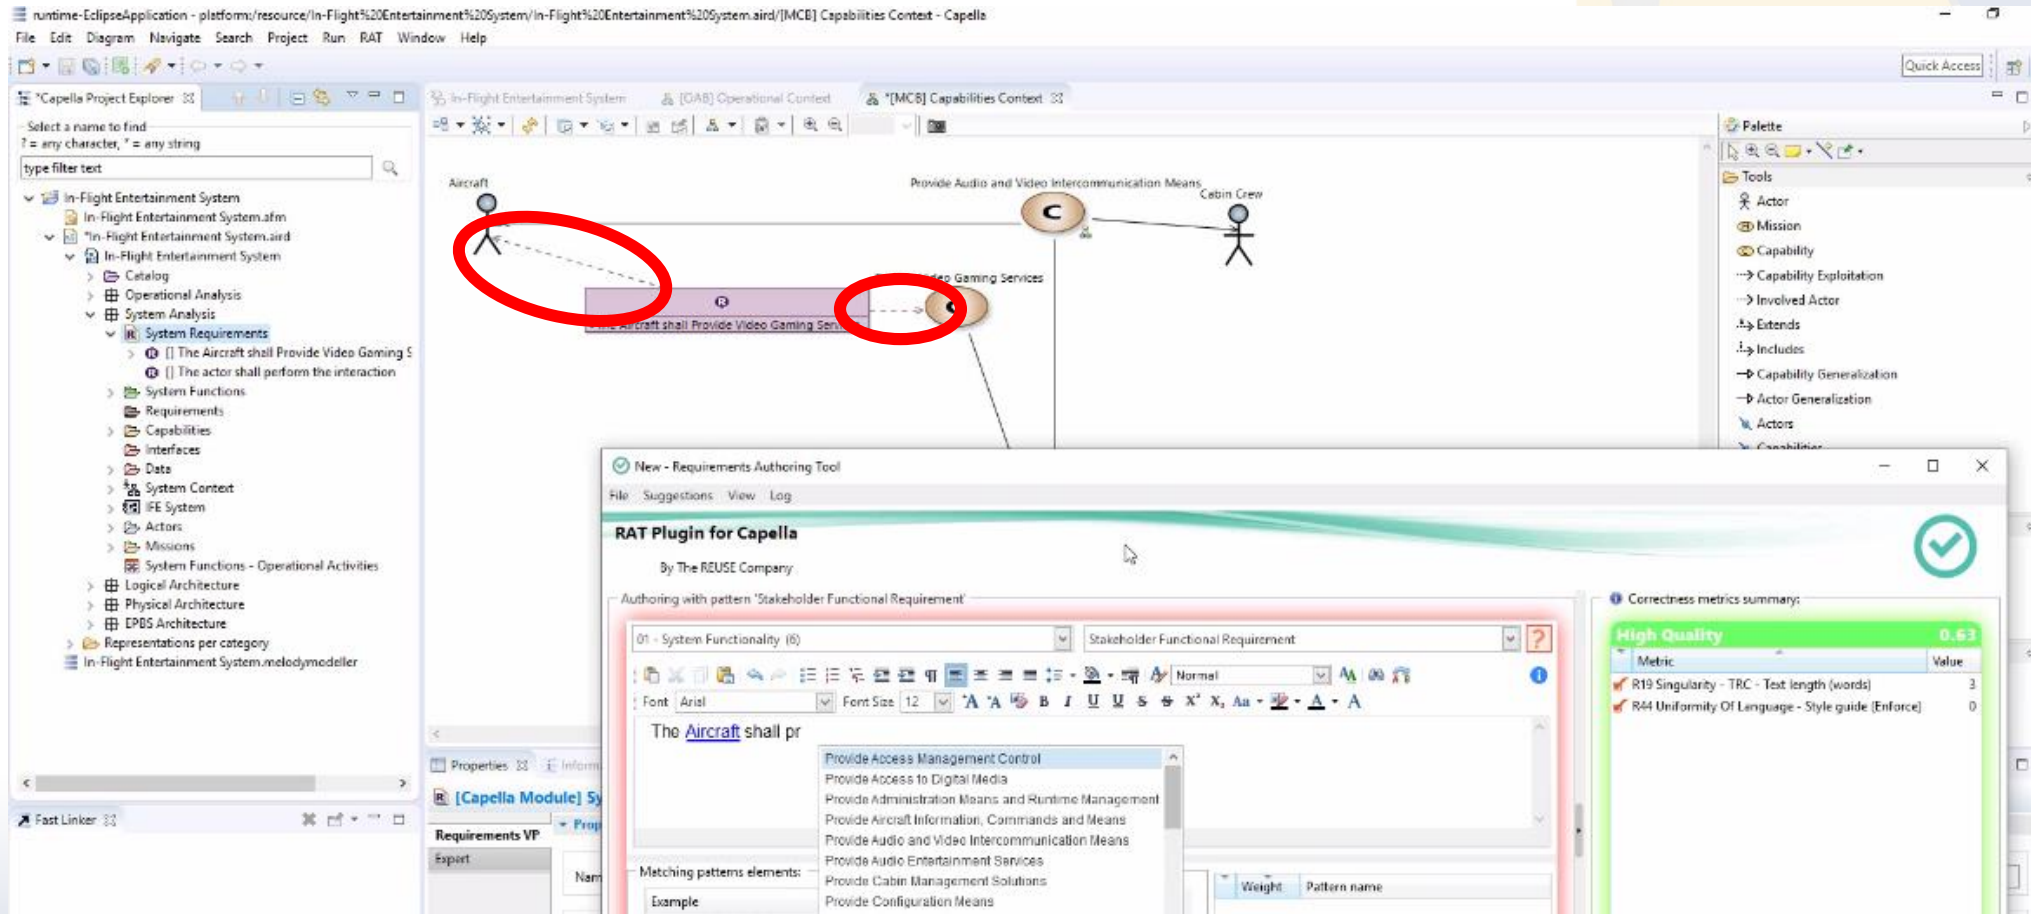 runtime-EclipseApplication - platform:/resource/In-Flight%20Entertainment%20System/In-Flight%20Entertainment%20System.aird/[MCB] Capabilities Context - Capella
File Edit Diagram Navigate Search Project Run RAT Window Help
Quick Access
*Capella Project Explorer
In-Flight Entertainment System
[OAB] Operational Context
*[MCB] Capabilities Context
Select a name to find
? = any character, * = any string
type filter text
In-Flight Entertainment System
In-Flight Entertainment System.afm
*In-Flight Entertainment System.aird
In-Flight Entertainment System
Catalog
Operational Analysis
System Analysis
System Requirements
[] The Aircraft shall Provide Video Gaming S
[] The actor shall perform the interaction
System Functions
Requirements
Capabilities
Interfaces
Data
System Context
IFE System
Actors
Missions
System Functions - Operational Activities
Logical Architecture
Physical Architecture
EPBS Architecture
Representations per category
In-Flight Entertainment System.melodymodeller
Fast Linker
Aircraft
Provide Audio and Video Intercommunication Means
Cabin Crew
C
Video Gaming Services
R
Aircraft shall Provide Video Gaming
Palette
Tools
Actor
Mission
Capability
Capability Exploitation
Involved Actor
Extends
Includes
Capability Generalization
Actor Generalization
Actors
Capabilities
Properties
[Capella Module] Sy
Requirements VP
Expert
Prop
Nam
New - Requirements Authoring Tool
File Suggestions View Log
RAT Plugin for Capella
By The REUSE Company
Authoring with pattern 'Stakeholder Functional Requirement'
01 - System Functionality (6)
Stakeholder Functional Requirement
?
Normal
Font Arial Font Size 12
The Aircraft shall pr
Provide Access Management Control
Provide Access to Digital Media
Provide Administration Means and Runtime Management
Provide Aircraft Information, Commands and Means
Provide Audio and Video Intercommunication Means
Provide Audio Entertainment Services
Provide Cabin Management Solutions
Provide Configuration Means
Matching patterns elements:
Example
Weight Pattern name
Correctness metrics summary:
High Quality 0.63
Metric Value
R19 Singularity - TRC - Text length (words) 3
R44 Uniformity Of Language - Style guide (Enforce) 0